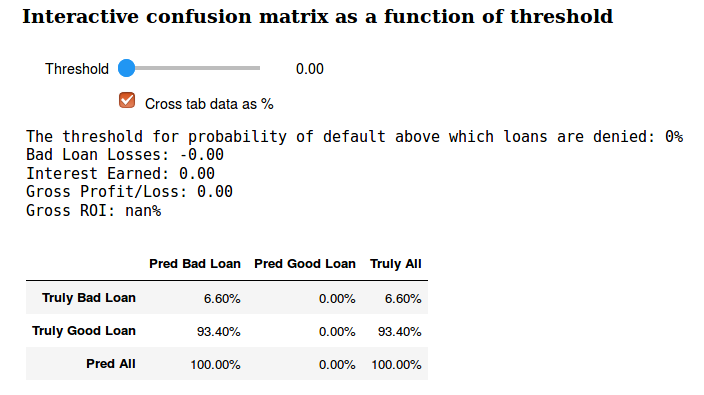 Interactive confusion matrix as a function of threshold
Threshold 0.00
Cross tab data as %
The threshold for probability of default above which loans are denied: 0%
Bad Loan Losses: -0.00
Interest Earned: 0.00
Gross Profit/Loss: 0.00
Gross ROI: nan%
Pred Bad Loan Pred Good Loan Truly All
Truly Bad Loan 6.60% 0.00% 6.60%
Truly Good Loan 93.40% 0.00% 93.40%
Pred All 100.00% 0.00% 100.00%